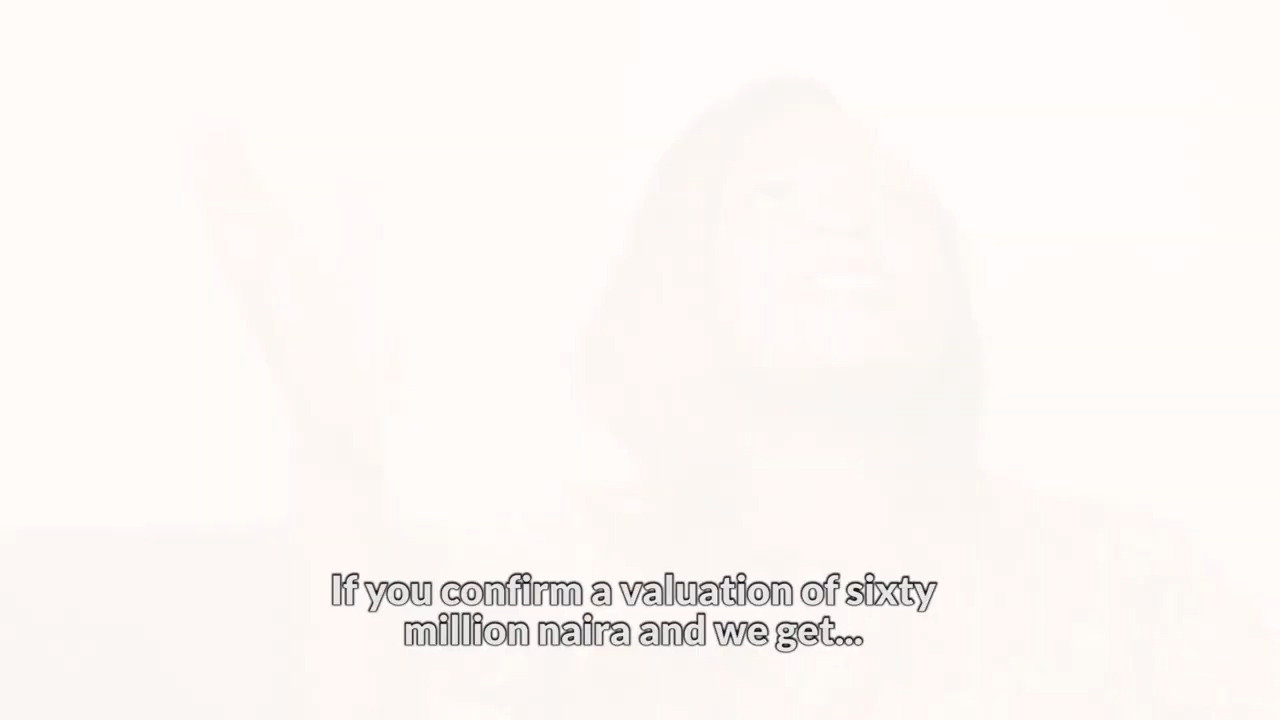 If you confirm a valuation of sixty
million naira and we get...